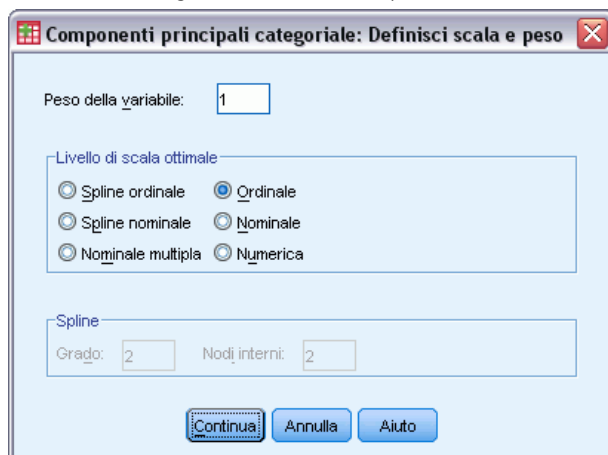 Componenti principali categoriale: Definisci scala e peso
Peso della variabile: 1
Livello di scala ottimale
Spline ordinale Ordinale
Spline nominale Nominale
Nominale multipla Numerica
Spline
Grado: 2 Nodi interni: 2
Continua Annulla Aiuto